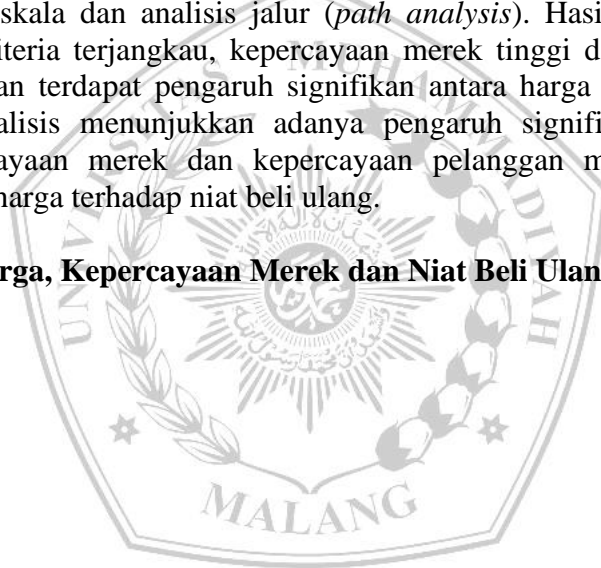 skala dan analisis jalur (path analysis). Hasi
iteria terjangkau, kepercayaan merek tinggi d
an terdapat pengaruh signifikan antara harga
alisis menunjukkan adanya pengaruh signifi
ayaan merek dan kepercayaan pelanggan m
harga terhadap niat beli ulang.
rga, Kepercayaan Merek dan Niat Beli Ulan
UNIVERSITAS MUHAMMADIYAH
MALANG